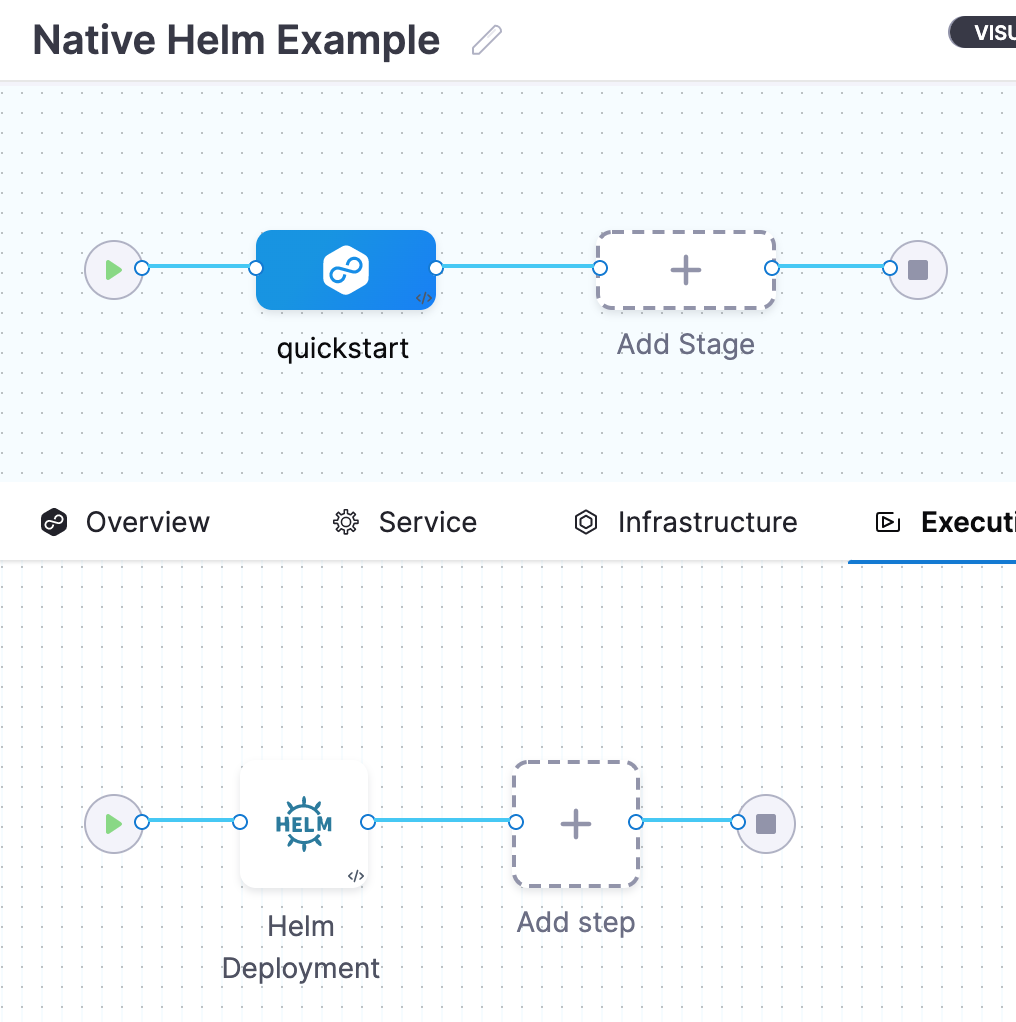 Native Helm Example
VISU
quickstart
Add Stage
Overview
Service
Infrastructure
Executi
HELM
Helm
Deployment
Add step